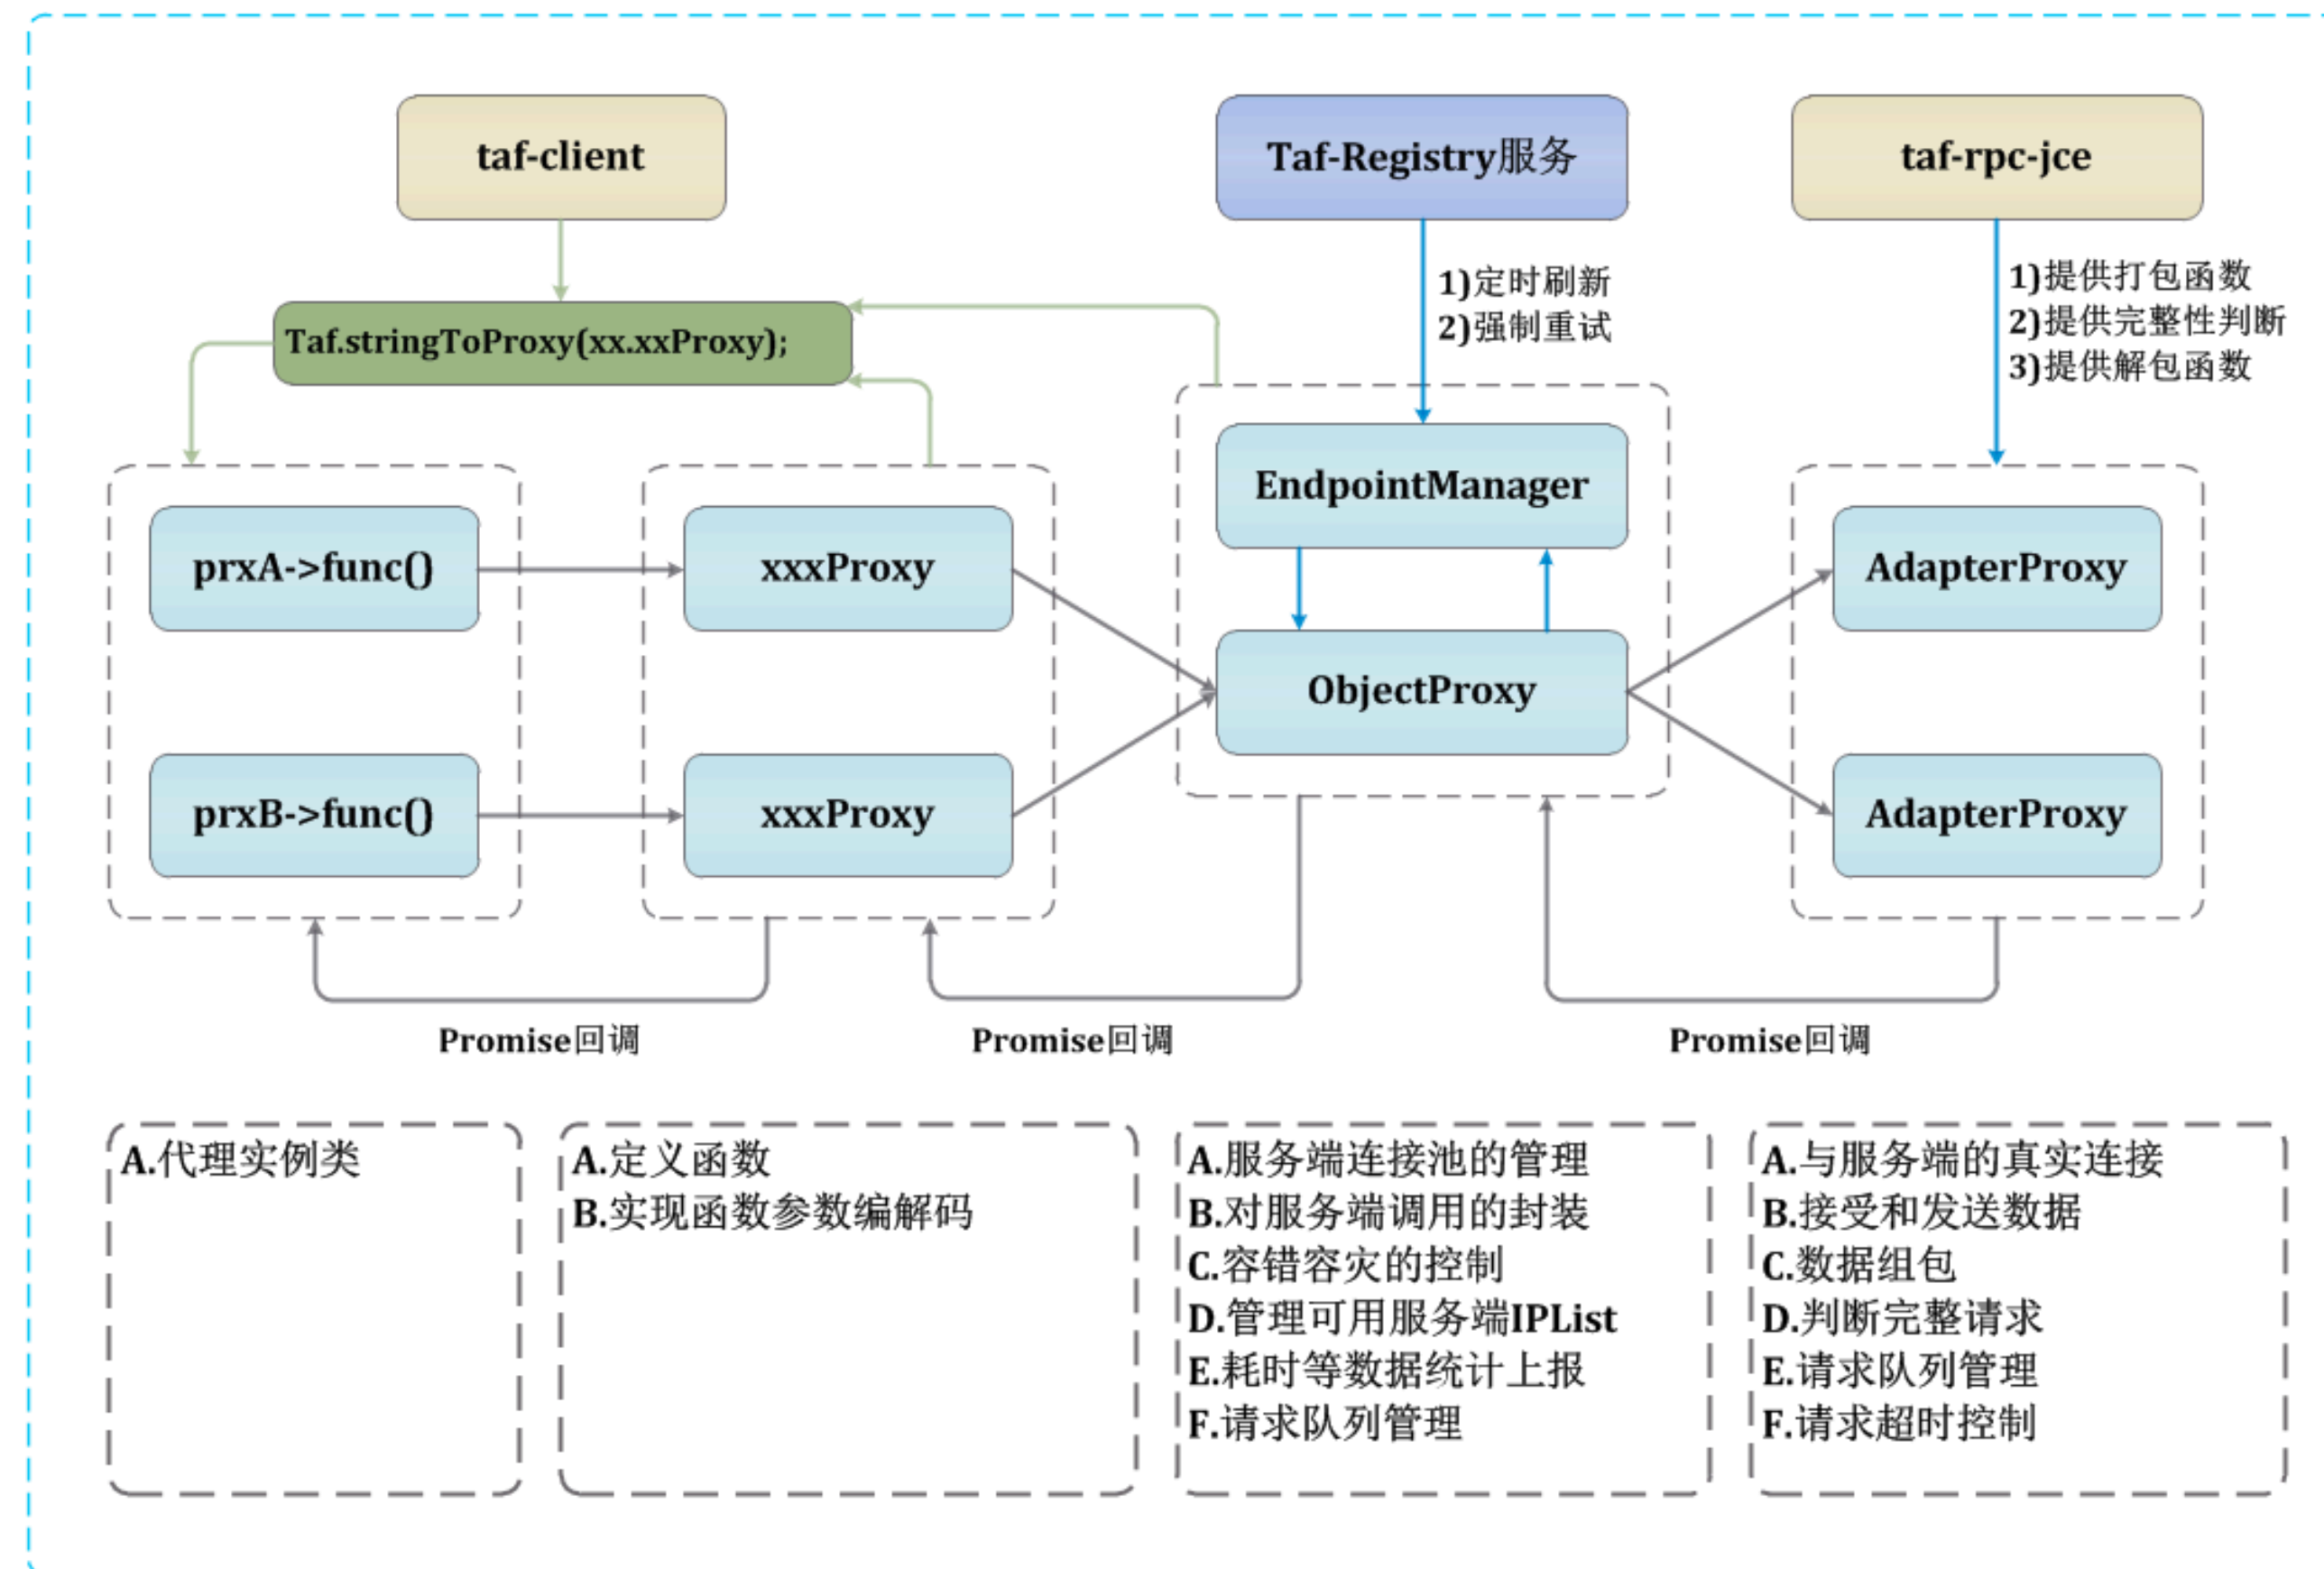 taf-client
Taf-Registry服务
taf-rpc-jce
1)定时刷新
2)强制重试
1)提供打包函数
2)提供完整性判断
3)提供解包函数
Taf.stringToProxy(xx.xxProxy);
EndpointManager
prxA->func()
xxxProxy
AdapterProxy
ObjectProxy
prxB->func()
xxxProxy
AdapterProxy
Promise回调
Promise回调
Promise回调
A.代理实例类
A.定义函数
B.实现函数参数编解码
A.服务端连接池的管理
B.对服务端调用的封装
C.容错容灾的控制
D.管理可用服务端IPList
E.耗时等数据统计上报
F.请求队列管理
A.与服务端的真实连接
B.接受和发送数据
C.数据组包
D.判断完整请求
E.请求队列管理
F.请求超时控制